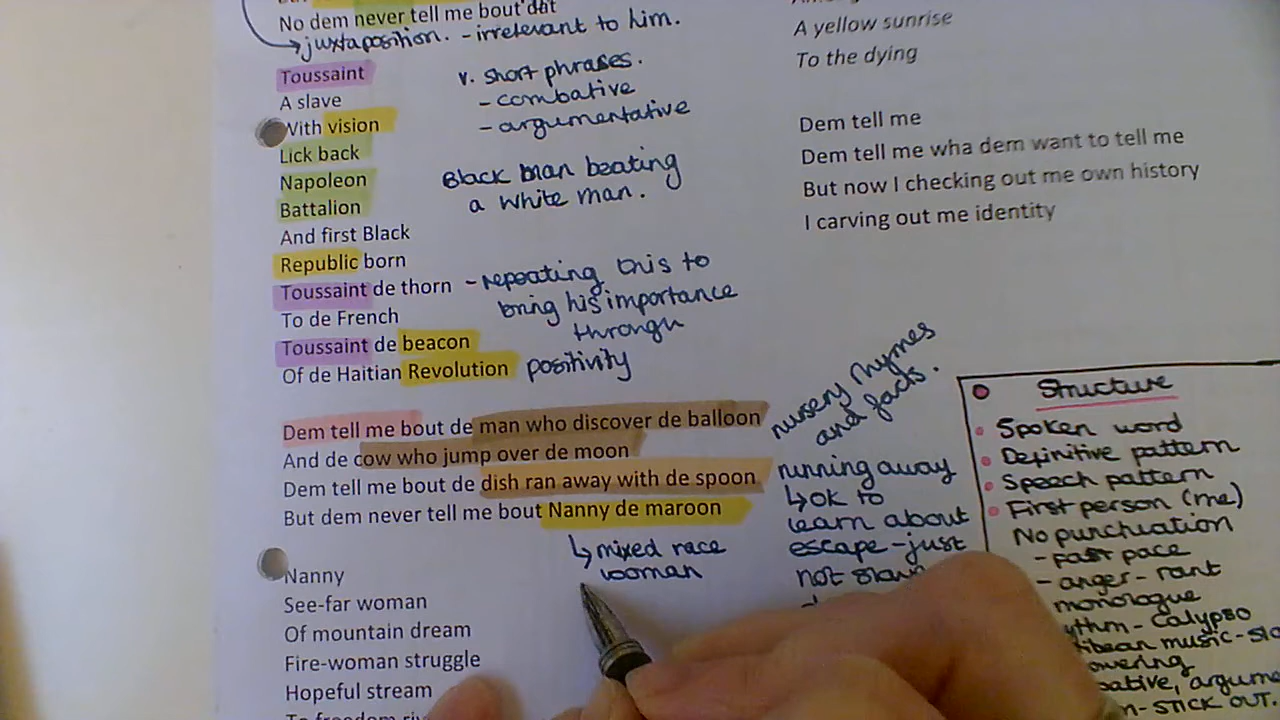 No dem never tell me bout dat
juxtaposition. - irrelevant to him.
Toussaint
A slave
With vision
Lick back
Napoleon
Battalion
And first Black
Republic born
Toussaint de thorn
To de French
Toussaint de beacon
Of de Haitian Revolution
v. short phrases.
- combative
- argumentative
Black man beating
a white man.
- repeating this to
bring his importance
through
positivity
Dem tell me bout de man who discover de balloon
And de cow who jump over de moon
Dem tell me bout de dish ran away with de spoon
But dem never tell me bout Nanny de maroon
↳ mixed race
woman
Nanny
See-far woman
Of mountain dream
Fire-woman struggle
Hopeful stream
To freedom
A yellow sunrise
To the dying
Dem tell me
Dem tell me wha dem want to tell me
But now I checking out me own history
I carving out me identity
nursery rhymes
and facts.
running away
↳ ok to
learn about
escape - just
not
Structure
Spoken word
Definitive pattern
Speech pattern
First person (me)
No punctuation
- fast pace
- anger - rant
monologue
- Calypso
music -